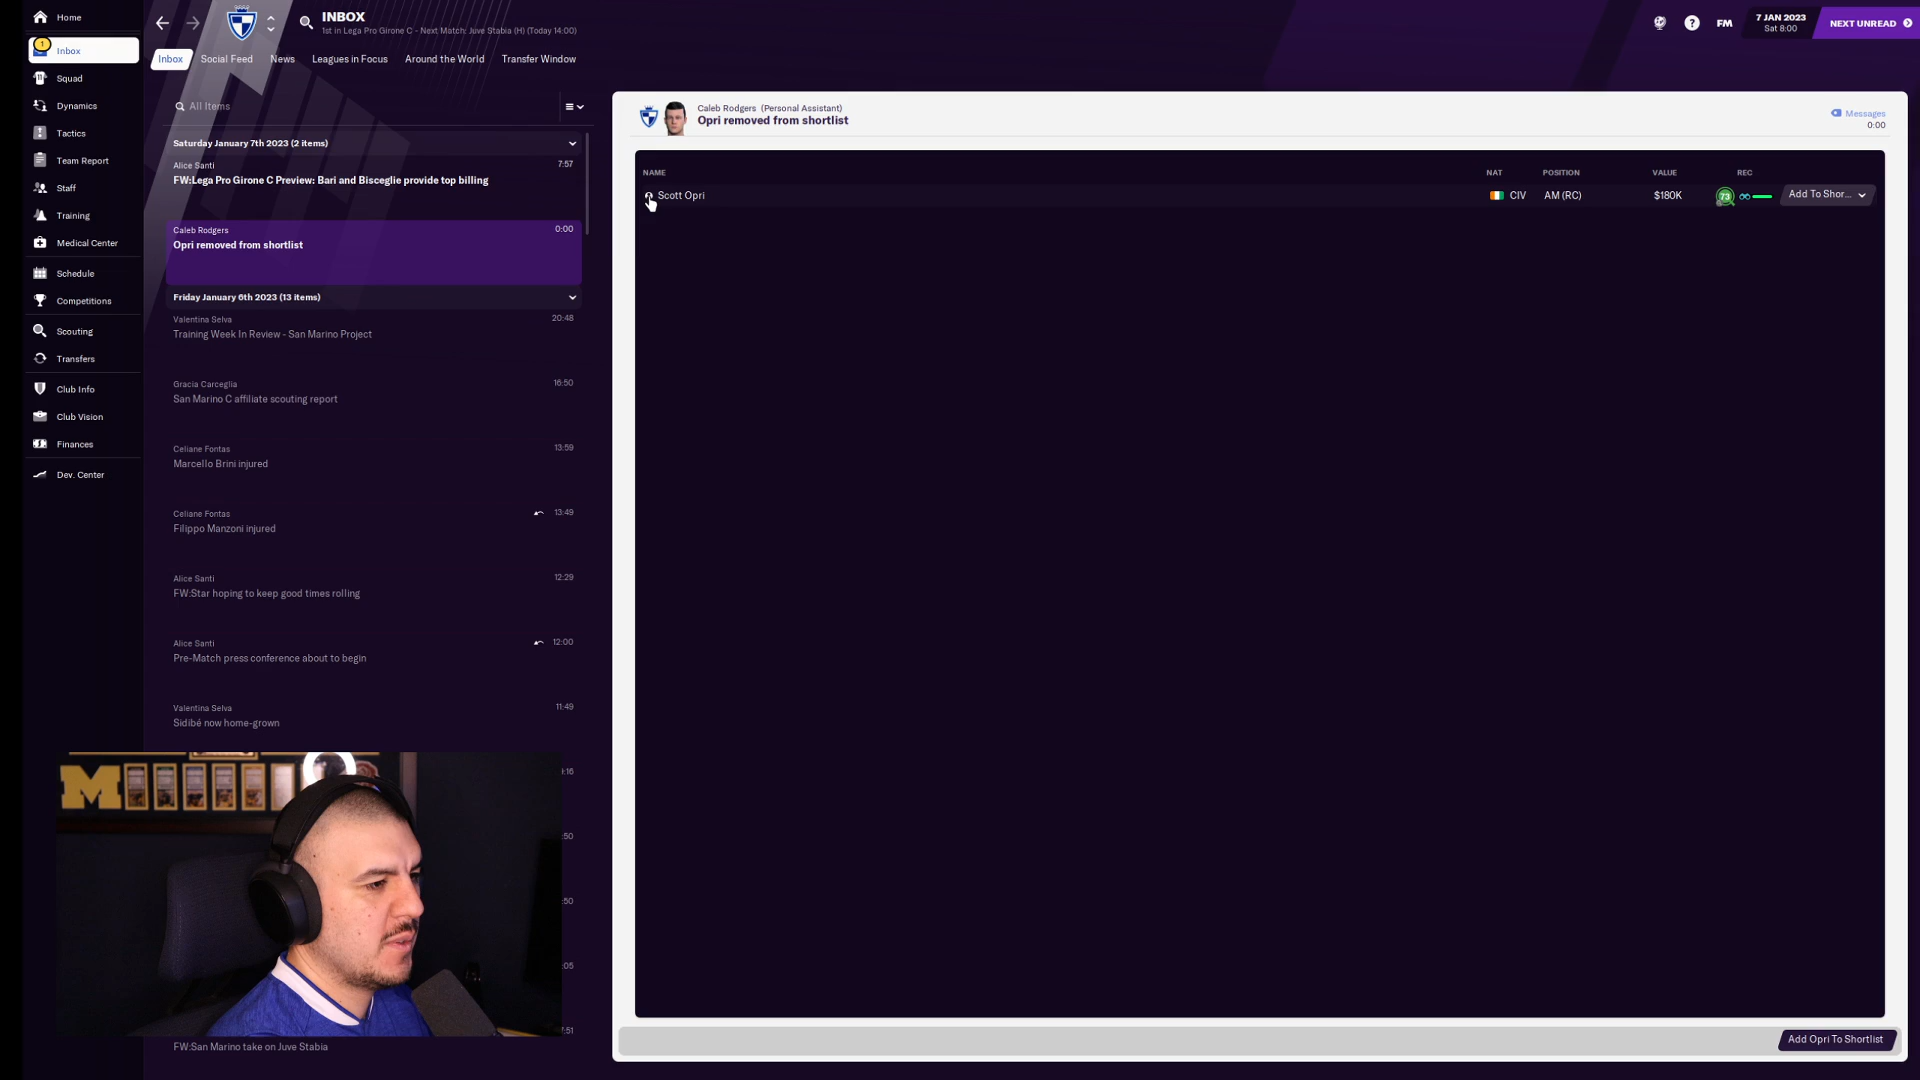 Home
INBOX
1st in Lega Pro Girone C - Next Match: Juve Stabia (H) (Today 14:00)
FM
7 JAN 2023
Sat 8:00
NEXT UNREAD
1
Inbox
Squad
Dynamics
Tactics
Team Report
Staff
Training
Medical Center
Schedule
Competitions
Scouting
Transfers
Club Info
Club Vision
Finances
Dev. Center
Inbox
Social Feed
News
Leagues in Focus
Around the World
Transfer Window
All Items
Saturday January 7th 2023 (2 items)
Alice Santi
7:57
FW:Lega Pro Girone C Preview: Bari and Bisceglie provide top billing
Caleb Rodgers
0:00
Opri removed from shortlist
Friday January 6th 2023 (13 items)
Valentina Selva
20:48
Training Week In Review - San Marino Project
Gracia Carceglia
16:50
San Marino C affiliate scouting report
Celiane Fontas
13:59
Marcello Brini injured
Celiane Fontas
13:49
Filippo Manzoni injured
Alice Santi
12:29
FW:Star hoping to keep good times rolling
Alice Santi
12:00
Pre-Match press conference about to begin
Valentina Selva
11:49
Sidibé now home-grown
:16
:50
:50
:05
:51
FW:San Marino take on Juve Stabia
M
Caleb Rodgers (Personal Assistant)
Opri removed from shortlist
Messages
0:00
NAME
NAT
POSITION
VALUE
REC
Scott Opri
CIV
AM (RC)
$180K
73
Add To Shor...
Add Opri To Shortlist